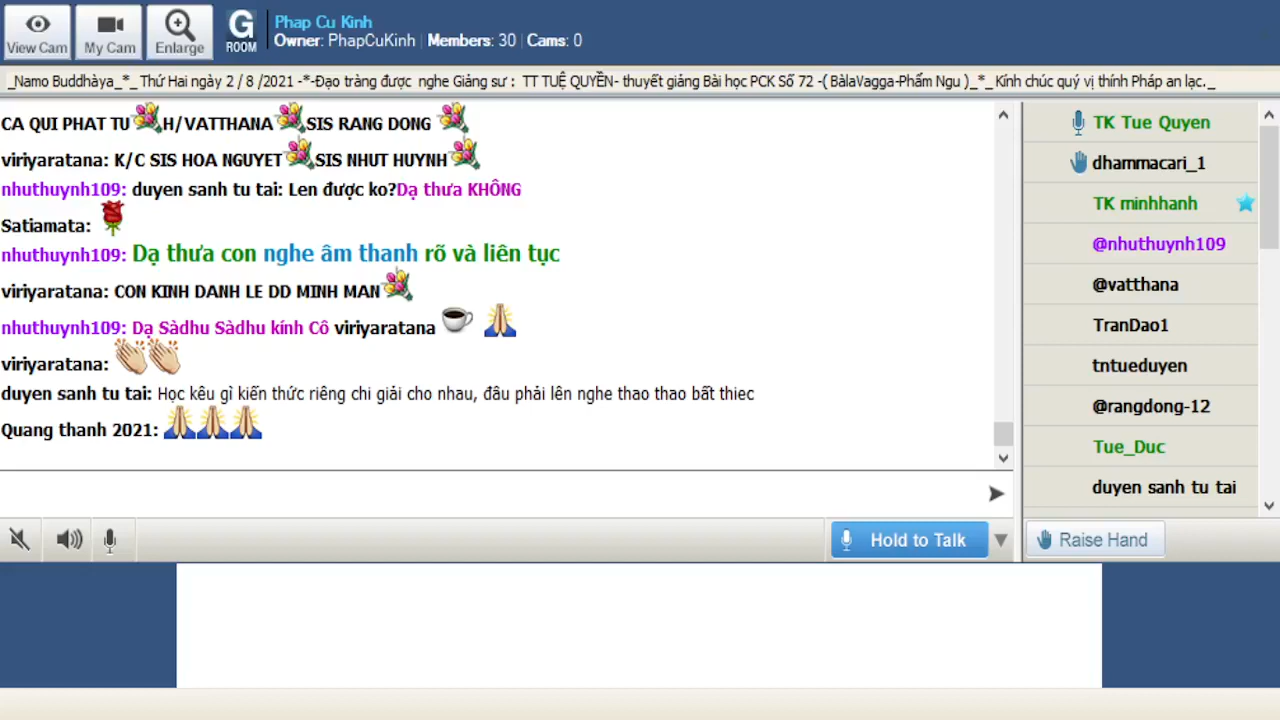 View Cam
My Cam
Enlarge
G
ROOM
Phap Cu Kinh
Owner: PhapCuKinh | Members: 30 | Cams: 0
_Namo Buddhàya_*_ Thứ Hai ngày 2 / 8 /2021 -*-Đạo tràng được nghe Giảng sư : TT TUỆ QUYỀN- thuyết giảng Bài học PCK Số 72 -( BàlaVagga-Phẩm Ngu )_*_ Kính chúc quý vị thính Pháp an lạc._
CA QUI PHAT TU H/VATTHANA SIS RANG DONG
viriyaratana: K/C SIS HOA NGUYET SIS NHUT HUYNH
nhuthuynh109: duyen sanh tu tai: Len được ko?Dạ thưa KHÔNG
Satiamata:
nhuthuynh109: Dạ thưa con nghe âm thanh rõ và liên tục
viriyaratana: CON KINH DANH LE DD MINH MAN
nhuthuynh109: Dạ Sàdhu Sàdhu kính Cô viriyaratana
viriyaratana:
duyen sanh tu tai: Học kêu gì kiến thức riêng chi giải cho nhau, đâu phải lên nghe thao thao bất thiec
Quang thanh 2021:
TK Tue Quyen
dhammacari_1
TK minhhanh
@nhuthuynh109
@vatthana
TranDao1
tntueduyen
@rangdong-12
Tue_Duc
duyen sanh tu tai
Hold to Talk
Raise Hand